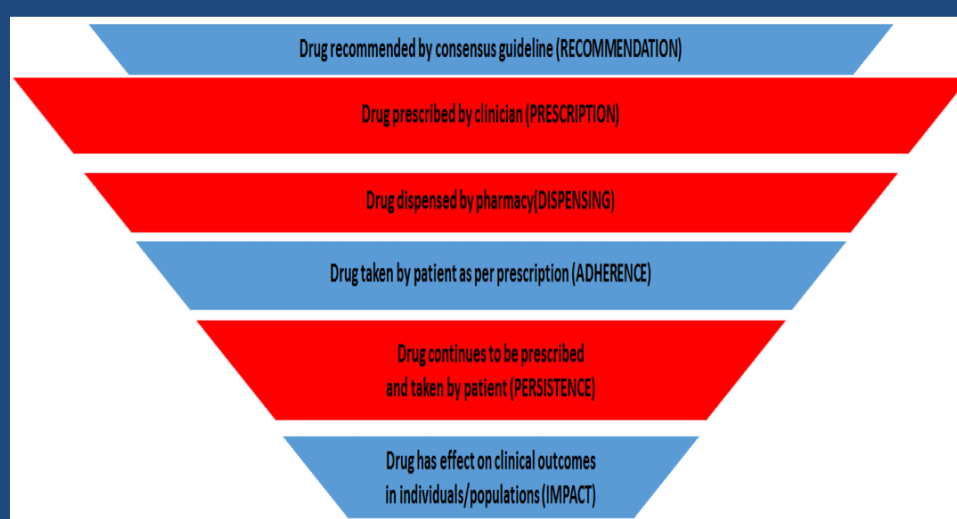 Drug recommended by consensus guideline (RECOMMENDATION)
Drug prescribed by clinician (PRESCRIPTION)
Drug dispensed by pharmacy(DISPENSING)
Drug taken by patient as per prescription (ADHERENCE)
Drug continues to be prescribed
and taken by patient (PERSISTENCE)
Drug has effect on clinical outcomes
in individuals/populations (IMPACT)